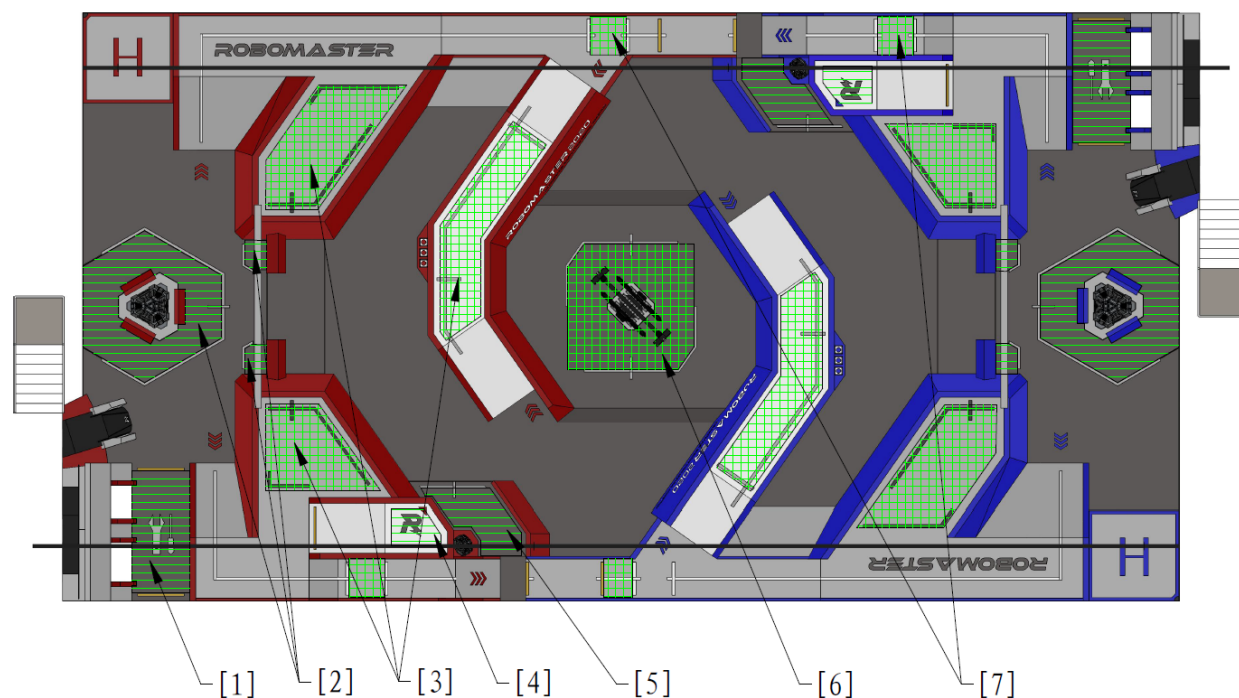 H
ROBOMASTER
R
ROBOMASTER 2020
ROBOMASTER 2020
R
H
ROBOMASTER
[1]
[2]
[3]
[4]
[5]
[6]
[7]